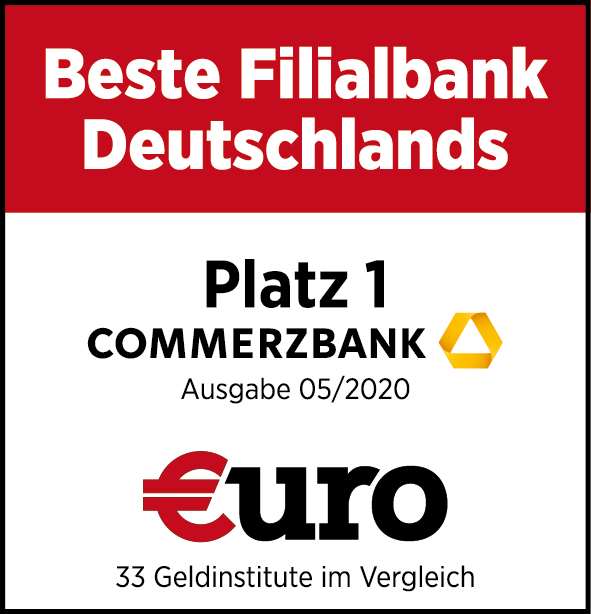 Beste Filialbank
Deutschlands
Platz 1
COMMERZBANK
Ausgabe 05/2020
€uro
33 Geldinstitute im Vergleich